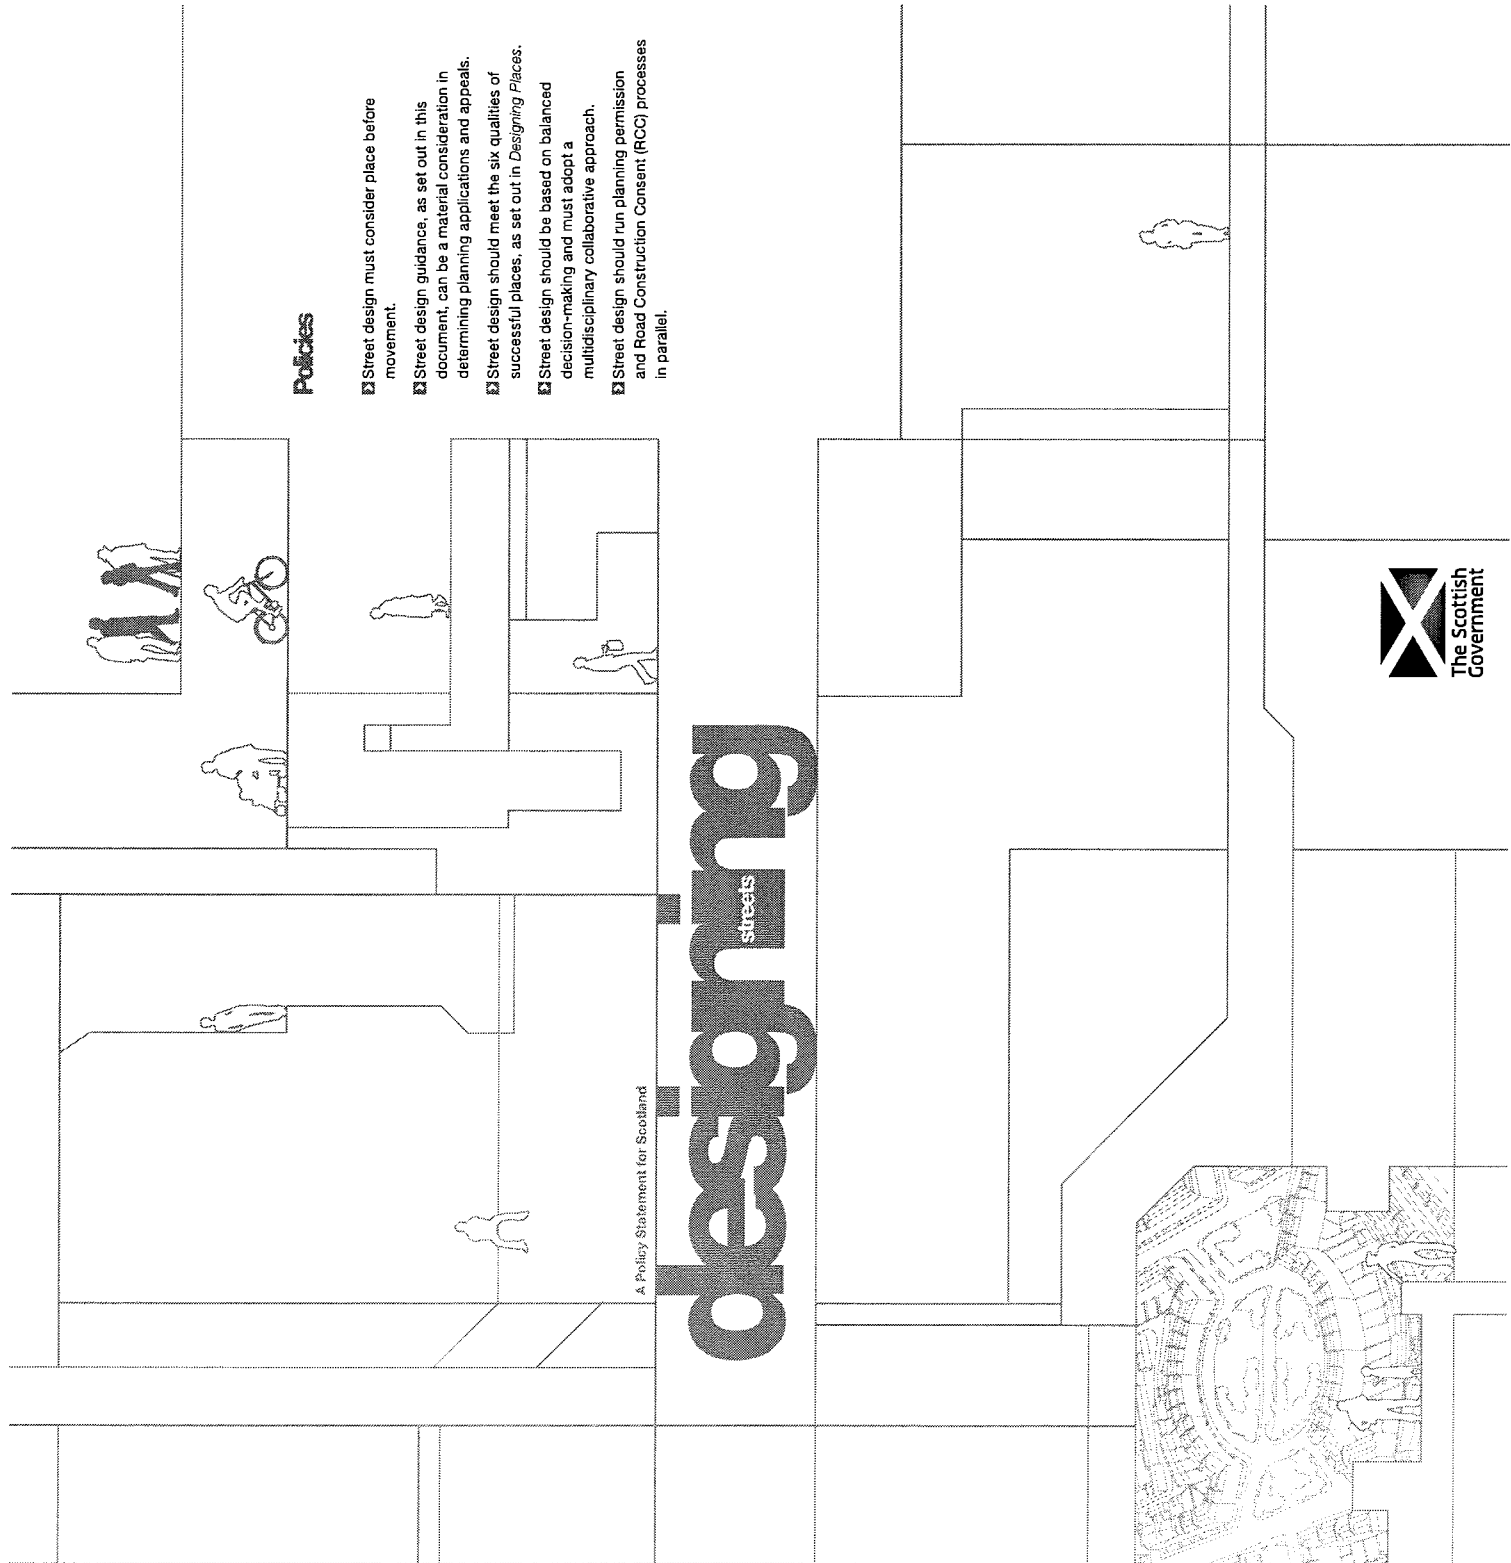 A Policy Statement for Scotland
designing
streets
Policies
Street design must consider place before
movement.
Street design guidance, as set out in this
document, can be a material consideration in
determining planning applications and appeals.
Street design should meet the six qualities of
successful places, as set out in Designing Places.
Street design should be based on balanced
decision-making and must adopt a
multidisciplinary collaborative approach.
Street design should run planning permission
and Road Construction Consent (RCC) processes
in parallel.
The Scottish
Government